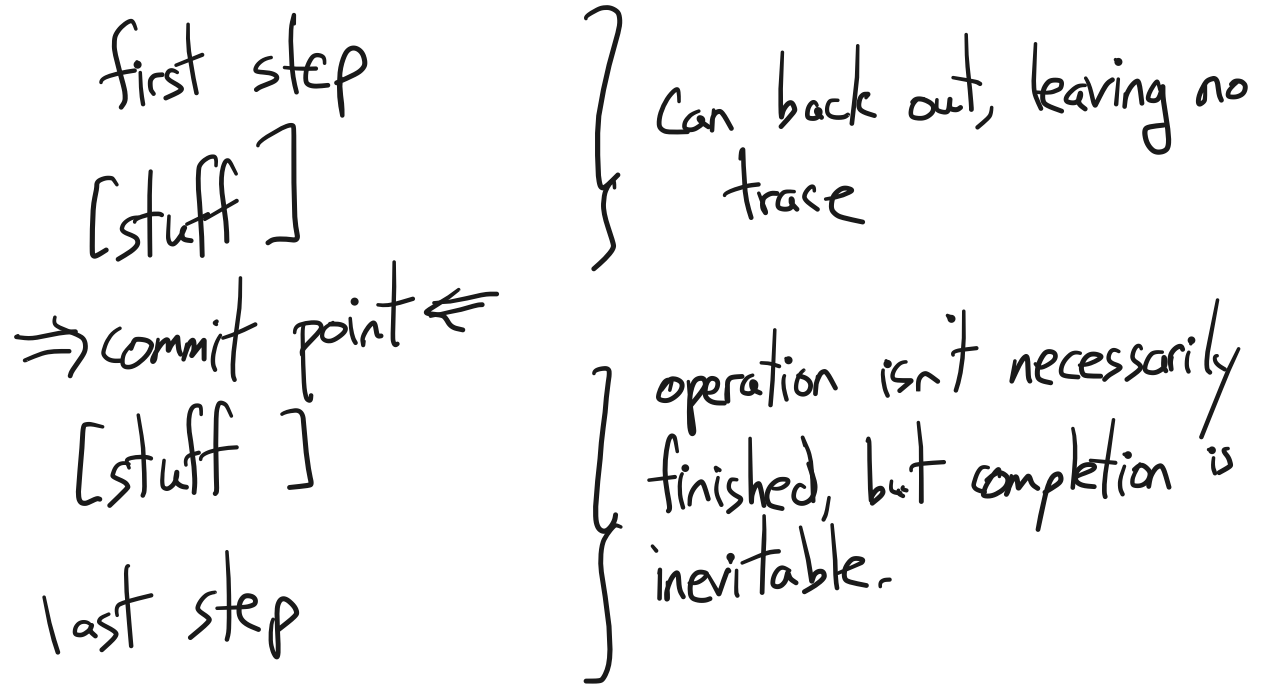 first step
[stuff]
⇒ commit point ⇐
[stuff]
last step
can back out, leaving no
trace
operation isn't necessarily
finished, but completion is
inevitable.